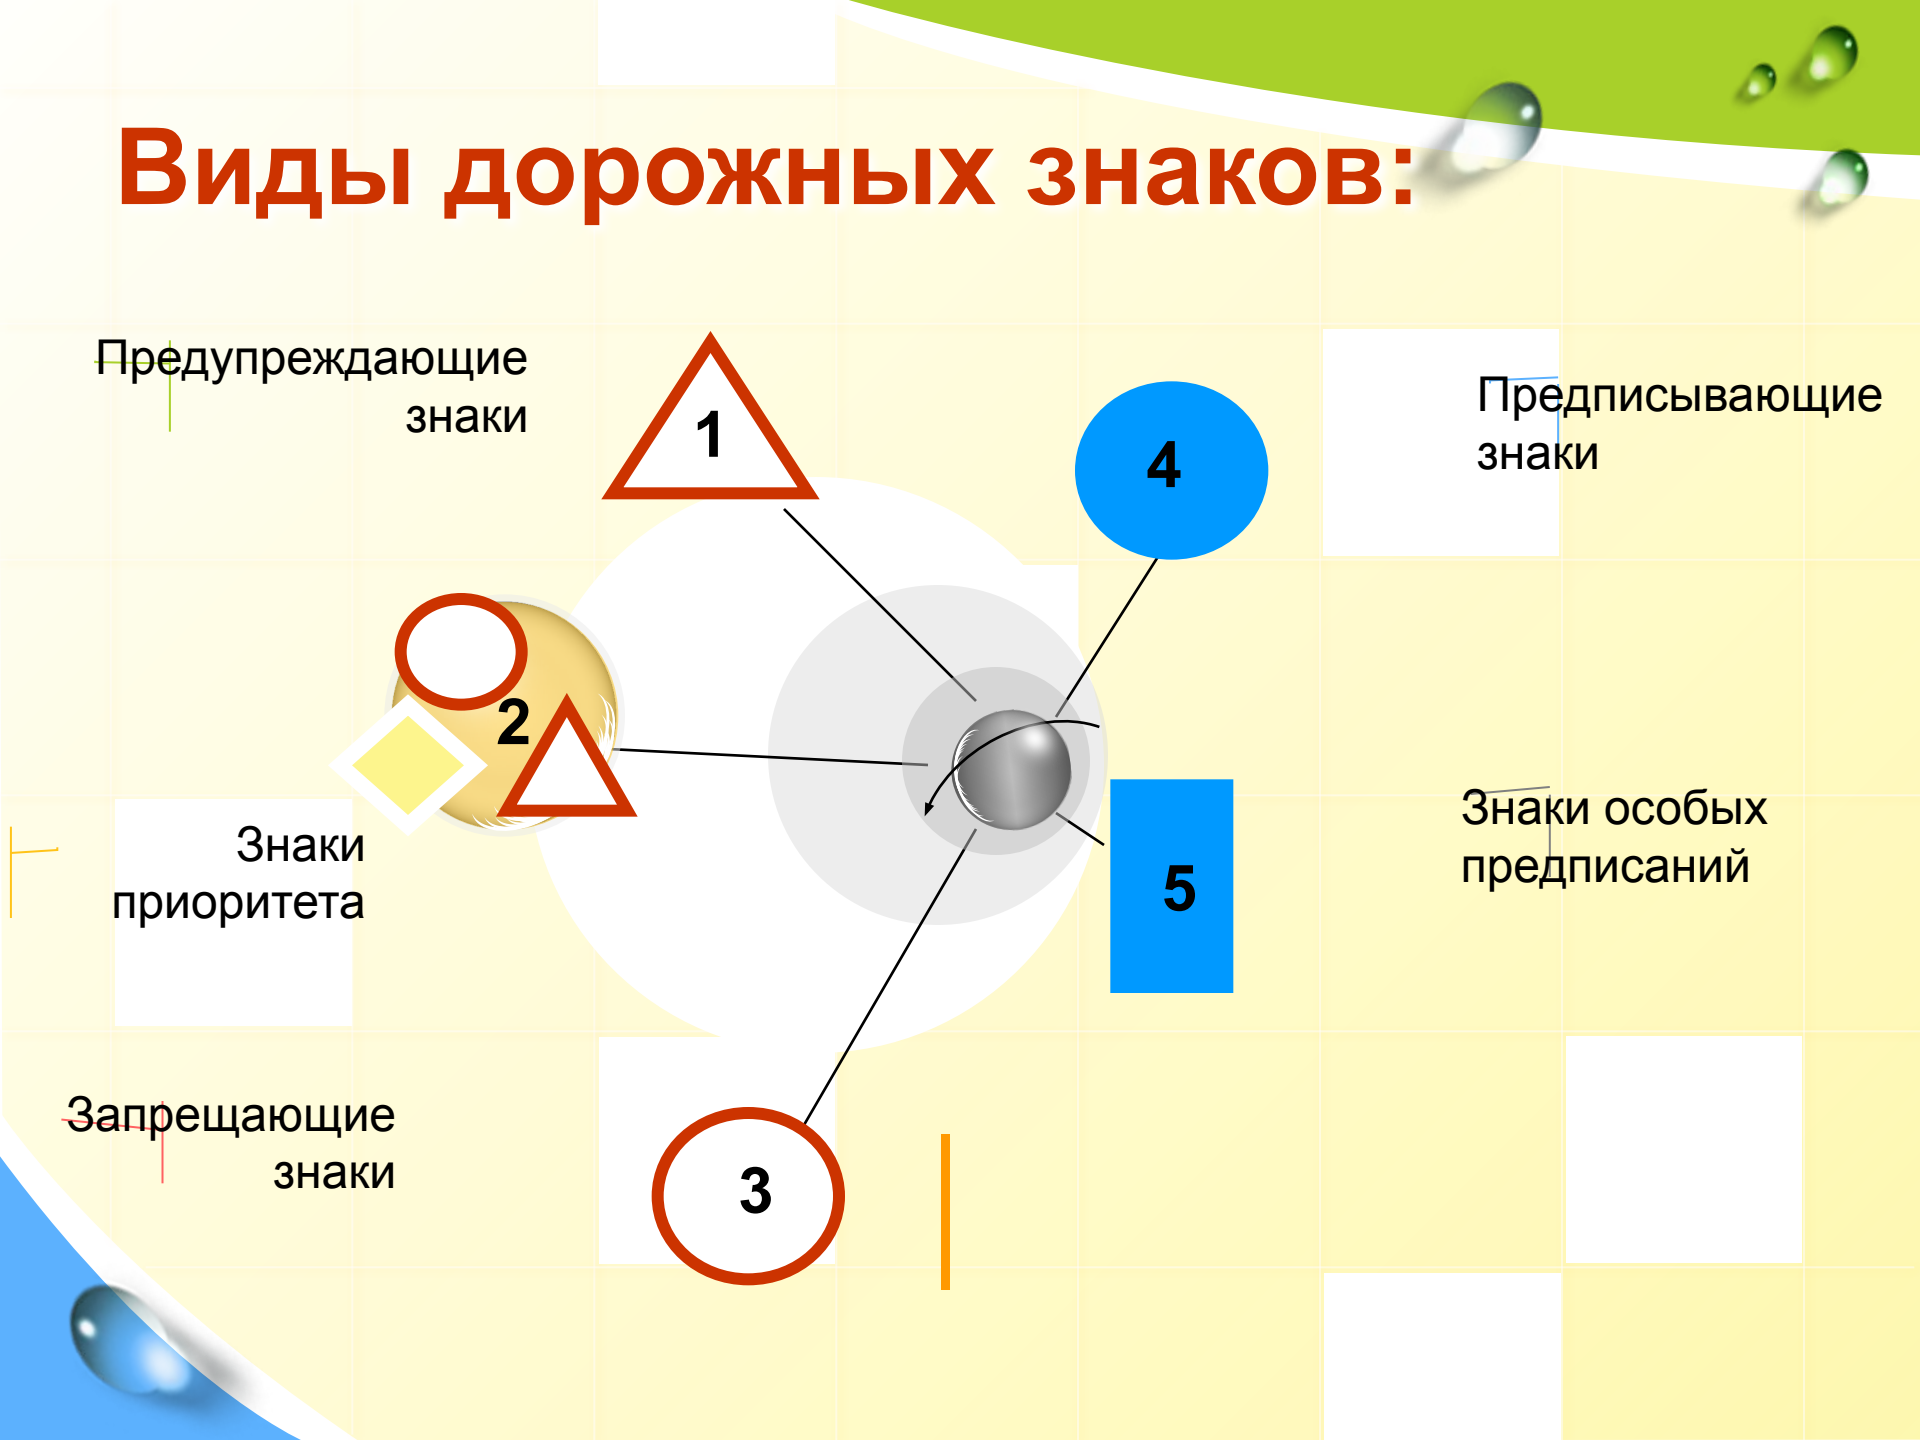 Виды дорожных знаков:
Предупреждающие
знаки
1
4
Предписывающие
знаки
2
Знаки
приоритета
5
Знаки особых
предписаний
Запрещающие
знаки
3